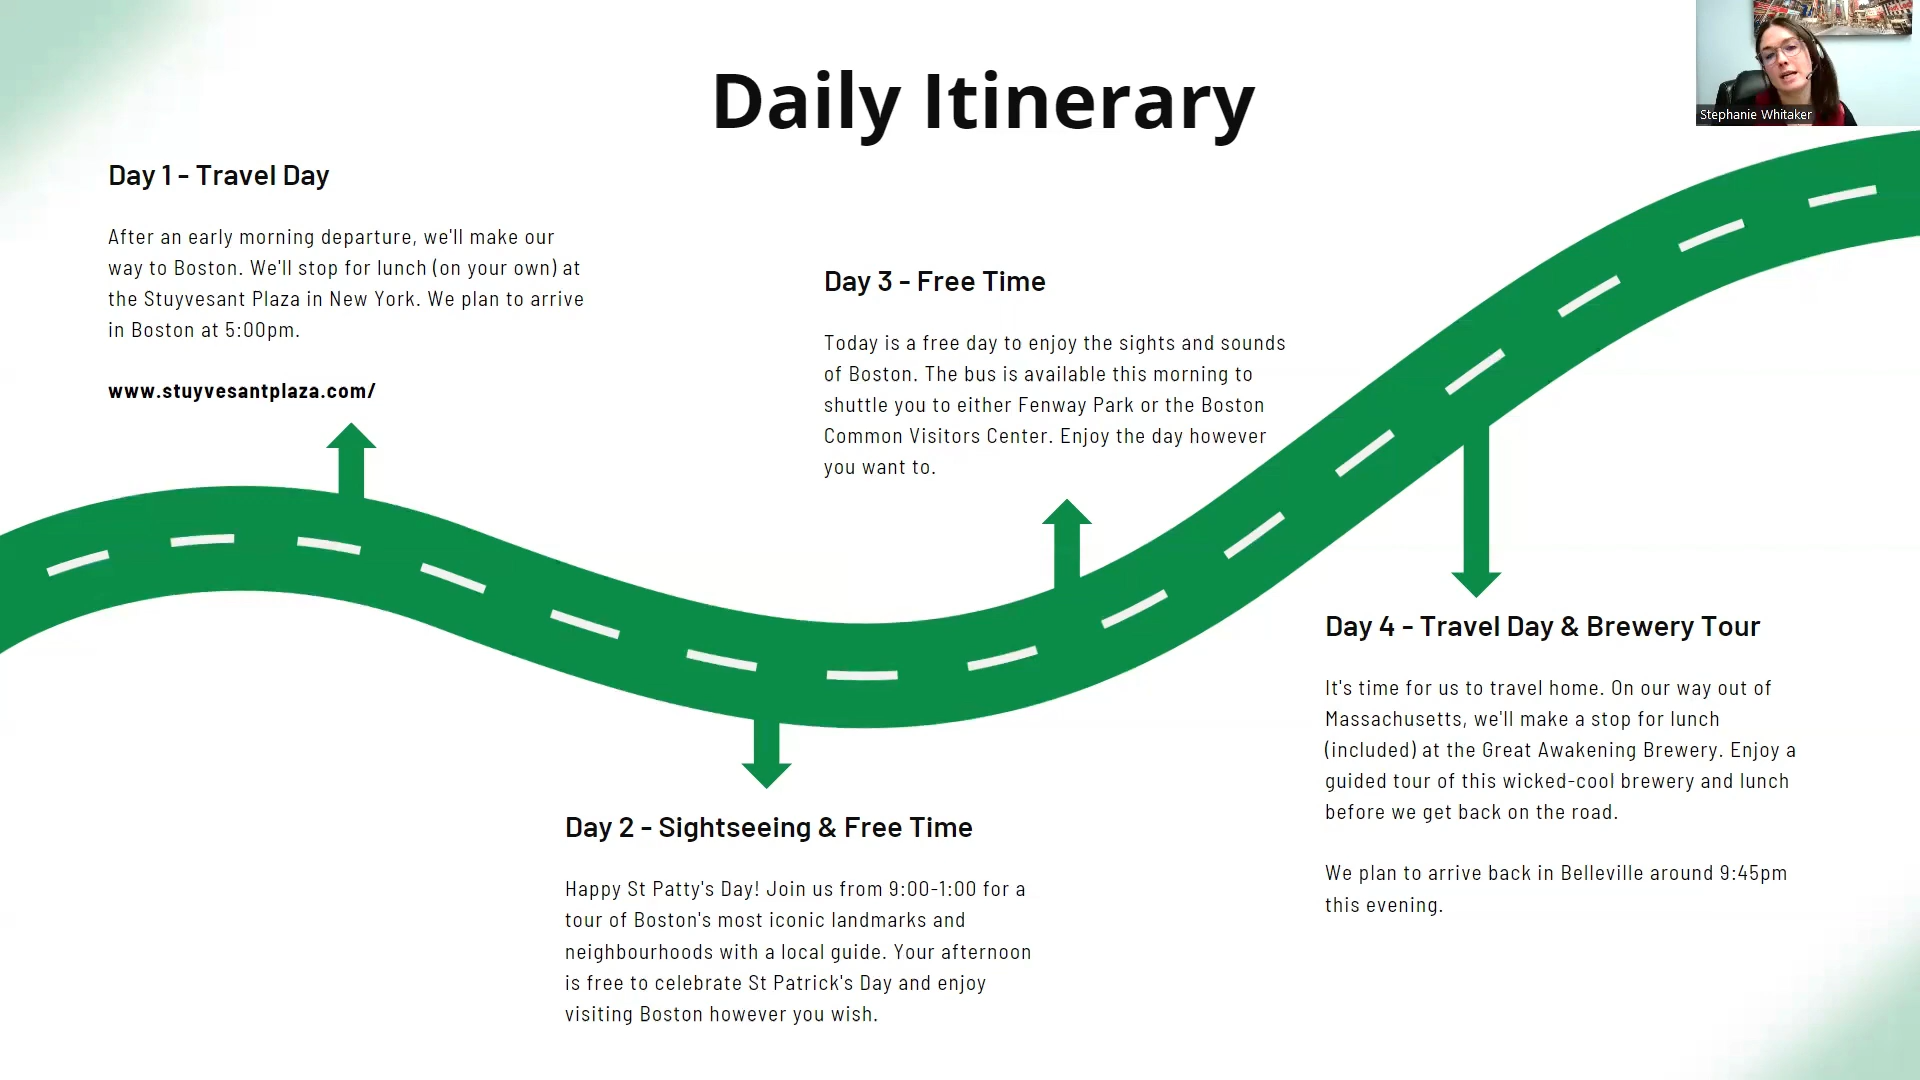 Daily Itinerary
Stephanie Whitaker
Day 1 - Travel Day
After an early morning departure, we'll make our
way to Boston. We'll stop for lunch (on your own) at
the Stuyvesant Plaza in New York. We plan to arrive
in Boston at 5:00pm.
www.stuyvesantplaza.com/
Day 2 - Sightseeing & Free Time
Happy St Patty's Day! Join us from 9:00-1:00 for a
tour of Boston's most iconic landmarks and
neighbourhoods with a local guide. Your afternoon
is free to celebrate St Patrick's Day and enjoy
visiting Boston however you wish.
Day 3 - Free Time
Today is a free day to enjoy the sights and sounds
of Boston. The bus is available this morning to
shuttle you to either Fenway Park or the Boston
Common Visitors Center. Enjoy the day however
you want to.
Day 4 - Travel Day & Brewery Tour
It's time for us to travel home. On our way out of
Massachusetts, we'll make a stop for lunch
(included) at the Great Awakening Brewery. Enjoy a
guided tour of this wicked-cool brewery and lunch
before we get back on the road.
We plan to arrive back in Belleville around 9:45pm
this evening.